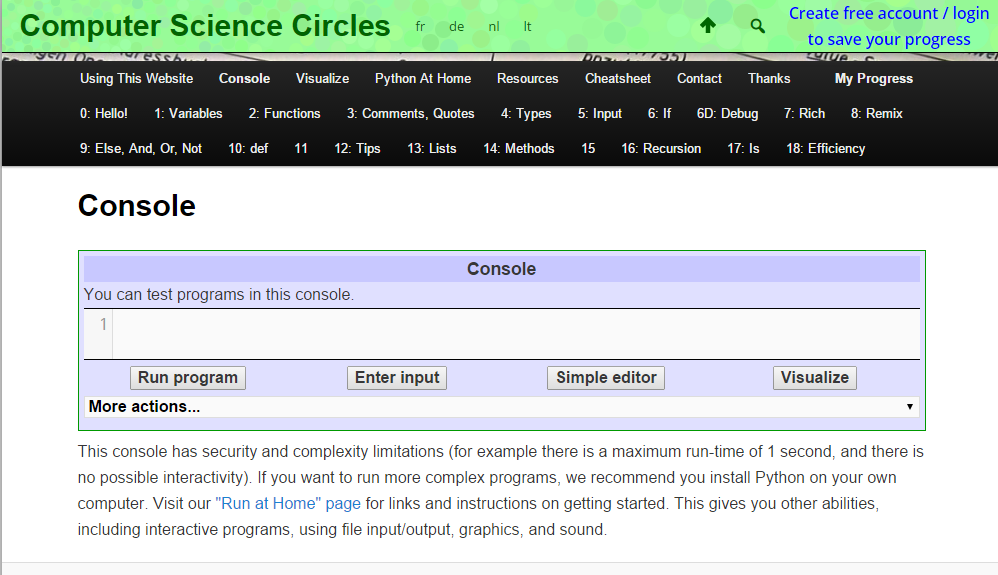 Computer Science Circles fr de nl lt
Create free account / login
to save your progress
Using This Website Console Visualize Python At Home Resources Cheatsheet Contact Thanks My Progress
0: Hello! 1: Variables 2: Functions 3: Comments, Quotes 4: Types 5: Input 6: If 6D: Debug 7: Rich 8: Remix
9: Else, And, Or, Not 10: def 11 12: Tips 13: Lists 14: Methods 15 16: Recursion 17: Is 18: Efficiency
Console
Console
You can test programs in this console.
1
Run program Enter input Simple editor Visualize
More actions...
This console has security and complexity limitations (for example there is a maximum run-time of 1 second, and there is
no possible interactivity). If you want to run more complex programs, we recommend you install Python on your own
computer. Visit our "Run at Home" page for links and instructions on getting started. This gives you other abilities,
including interactive programs, using file input/output, graphics, and sound.